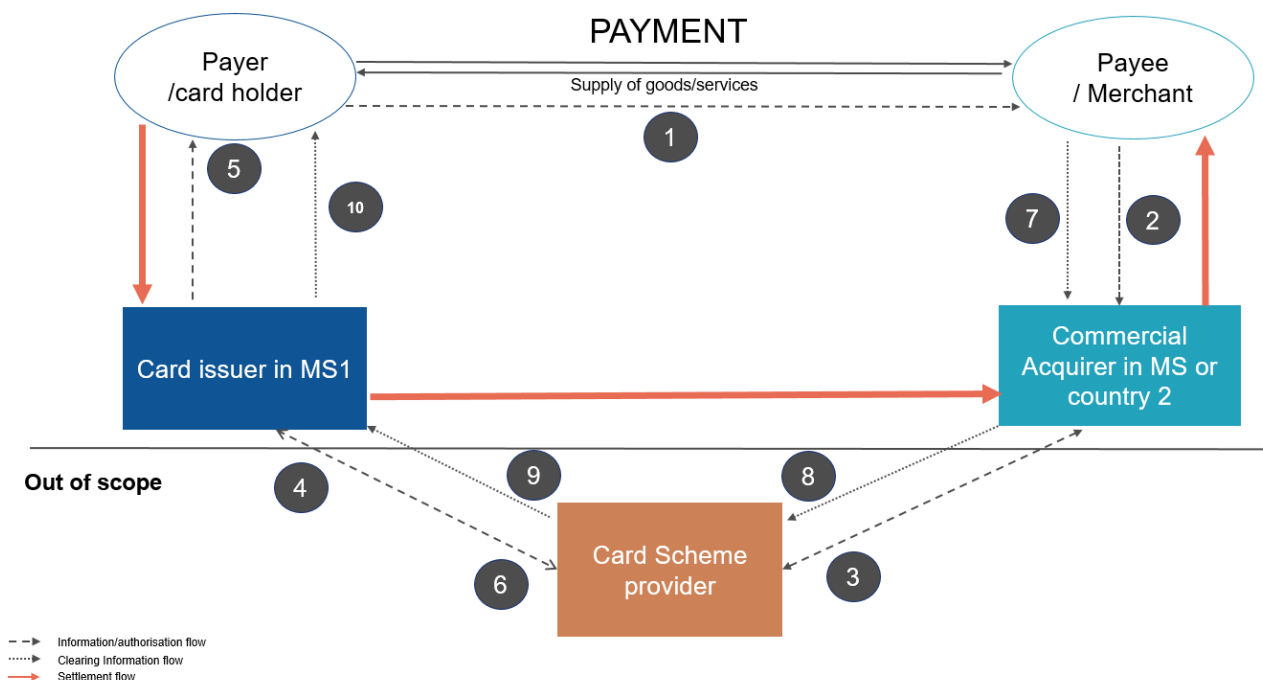 PAYMENT
Payer
/card holder
Payee
/ Merchant
Supply of goods/services
1
5
10
7
2
Card issuer in MS1
Commercial
Acquirer in MS or
country 2
Out of scope
4
9
8
6
3
Card Scheme
provider
Information/authorisation flow
Clearing Information flow
Settlement flow